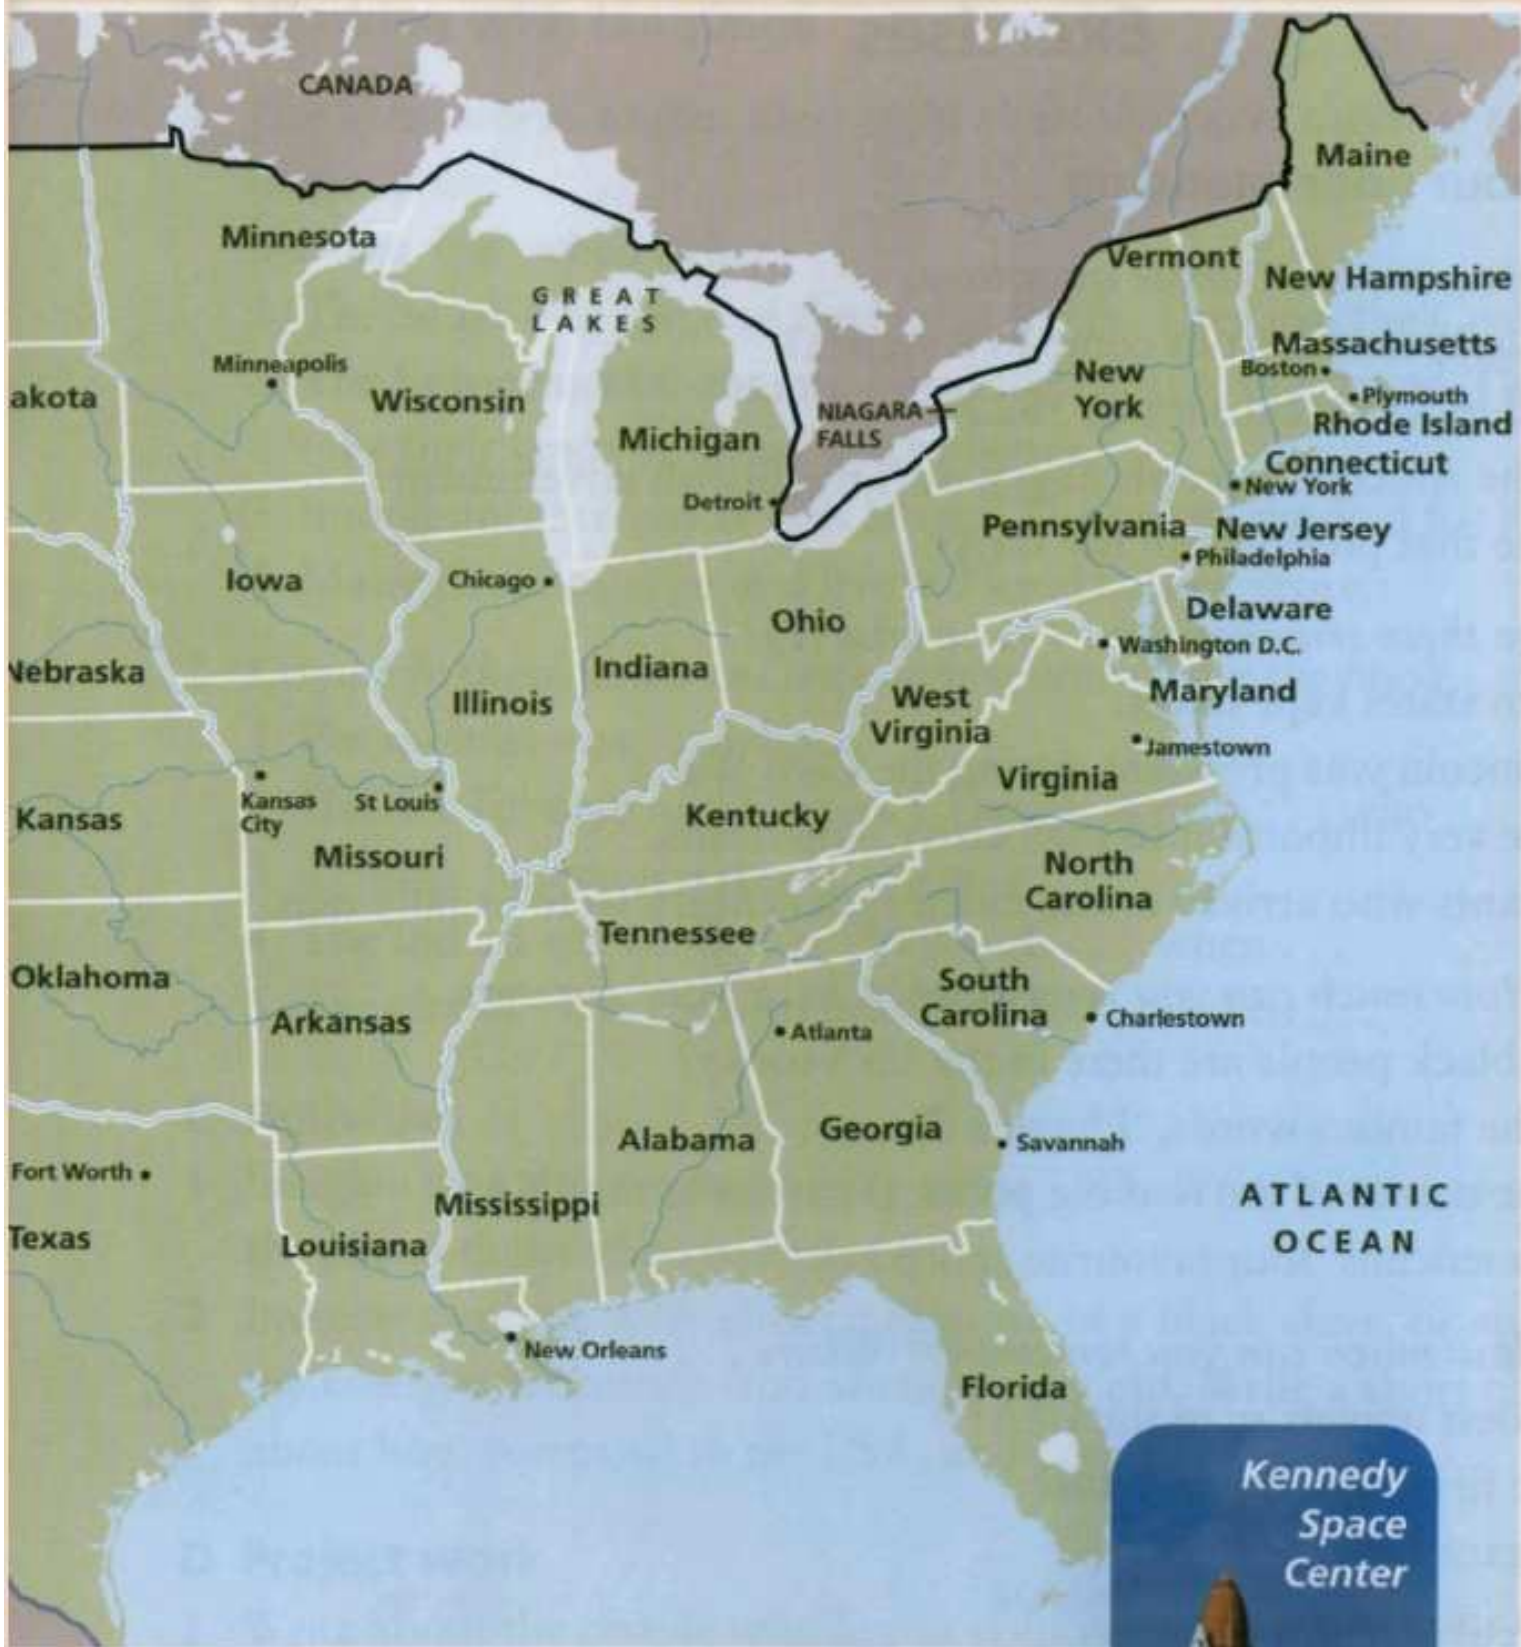 CANADA
Maine
Minnesota
Vermont
New Hampshire
GREAT
LAKES
Massachusetts
Minneapolis
Boston
New
York
akota
Wisconsin
Plymouth
NIAGARA
FALLS
Rhode Island
Michigan
Connecticut
New York
Detroit
Pennsylvania
New Jersey
Philadelphia
Iowa
Chicago
Delaware
Ohio
Washington D.C.
Nebraska
Indiana
Maryland
Illinois
West
Virginia
Jamestown
Virginia
Kansas
City
St Louis
Kansas
Kentucky
Missouri
North
Carolina
Tennessee
Oklahoma
South
Carolina
Arkansas
Charlestown
Atlanta
Alabama
Georgia
Savannah
Fort Worth
Mississippi
ATLANTIC
OCEAN
Texas
Louisiana
New Orleans
Florida
Kennedy
Space
Center